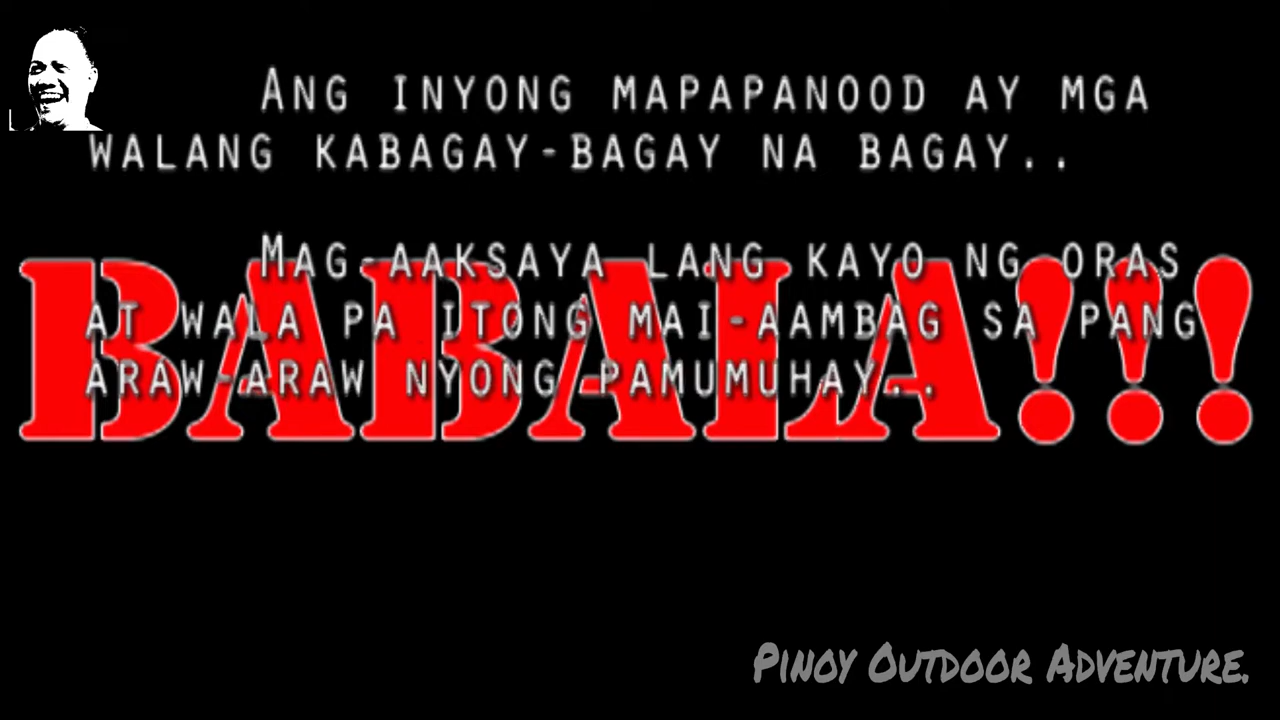 Ang inyong mapapanood ay mga
walang kabagay-bagay na bagay..
Mag-aaksaya lang kayo ng oras
at wala pa itong mai-aambag sa pang
araw-araw nyong pamumuhay..
BABALA!!!
Pinoy Outdoor Adventure.